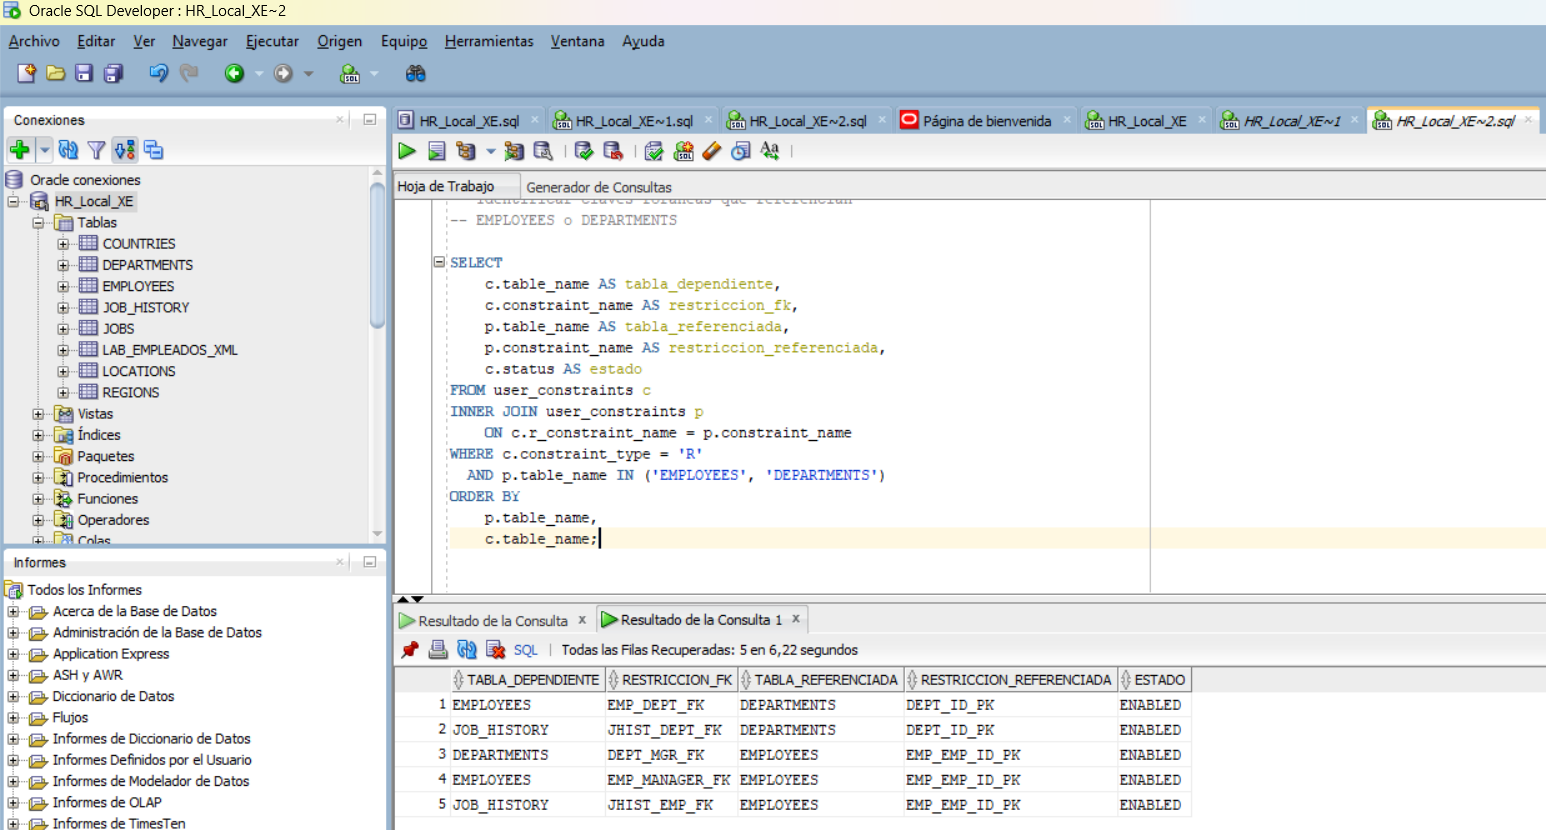 Oracle SQL Developer : HR_Local_XE~2
Archivo Editar Ver Navegar Ejecutar Origen Equipo Herramientas Ventana Ayuda
Conexiones
Oracle conexiones
HR_Local_XE
Tablas
COUNTRIES
DEPARTMENTS
EMPLOYEES
JOB_HISTORY
JOBS
LAB_EMPLEADOS_XML
LOCATIONS
REGIONS
Vistas
Índices
Paquetes
Procedimientos
Funciones
Operadores
Colas
Informes
Todos los Informes
Acerca de la Base de Datos
Administración de la Base de Datos
Application Express
ASH y AWR
Diccionario de Datos
Flujos
Informes de Diccionario de Datos
Informes Definidos por el Usuario
Informes de Modelador de Datos
Informes de OLAP
Informes de TimesTen
HR_Local_XE.sql HR_Local_XE~1.sql HR_Local_XE~2.sql Página de bienvenida HR_Local_XE HR_Local_XE~1 HR_Local_XE~2.sql
Hoja de Trabajo Generador de Consultas
Identificar claves foráneas que referencian
-- EMPLOYEES o DEPARTMENTS
SELECT
c.table_name AS tabla_dependiente,
c.constraint_name AS restriccion_fk,
p.table_name AS tabla_referenciada,
p.constraint_name AS restriccion_referenciada,
c.status AS estado
FROM user_constraints c
INNER JOIN user_constraints p
ON c.r_constraint_name = p.constraint_name
WHERE c.constraint_type = 'R'
AND p.table_name IN ('EMPLOYEES', 'DEPARTMENTS')
ORDER BY
p.table_name,
c.table_name;
Resultado de la Consulta x Resultado de la Consulta 1 x
SQL | Todas las Filas Recuperadas: 5 en 6,22 segundos
TABLA_DEPENDIENTE RESTRICCION_FK TABLA_REFERENCIADA RESTRICCION_REFERENCIADA ESTADO
1 EMPLOYEES EMP_DEPT_FK DEPARTMENTS DEPT_ID_PK ENABLED
2 JOB_HISTORY JHIST_DEPT_FK DEPARTMENTS DEPT_ID_PK ENABLED
3 DEPARTMENTS DEPT_MGR_FK EMPLOYEES EMP_EMP_ID_PK ENABLED
4 EMPLOYEES EMP_MANAGER_FK EMPLOYEES EMP_EMP_ID_PK ENABLED
5 JOB_HISTORY JHIST_EMP_FK EMPLOYEES EMP_EMP_ID_PK ENABLED